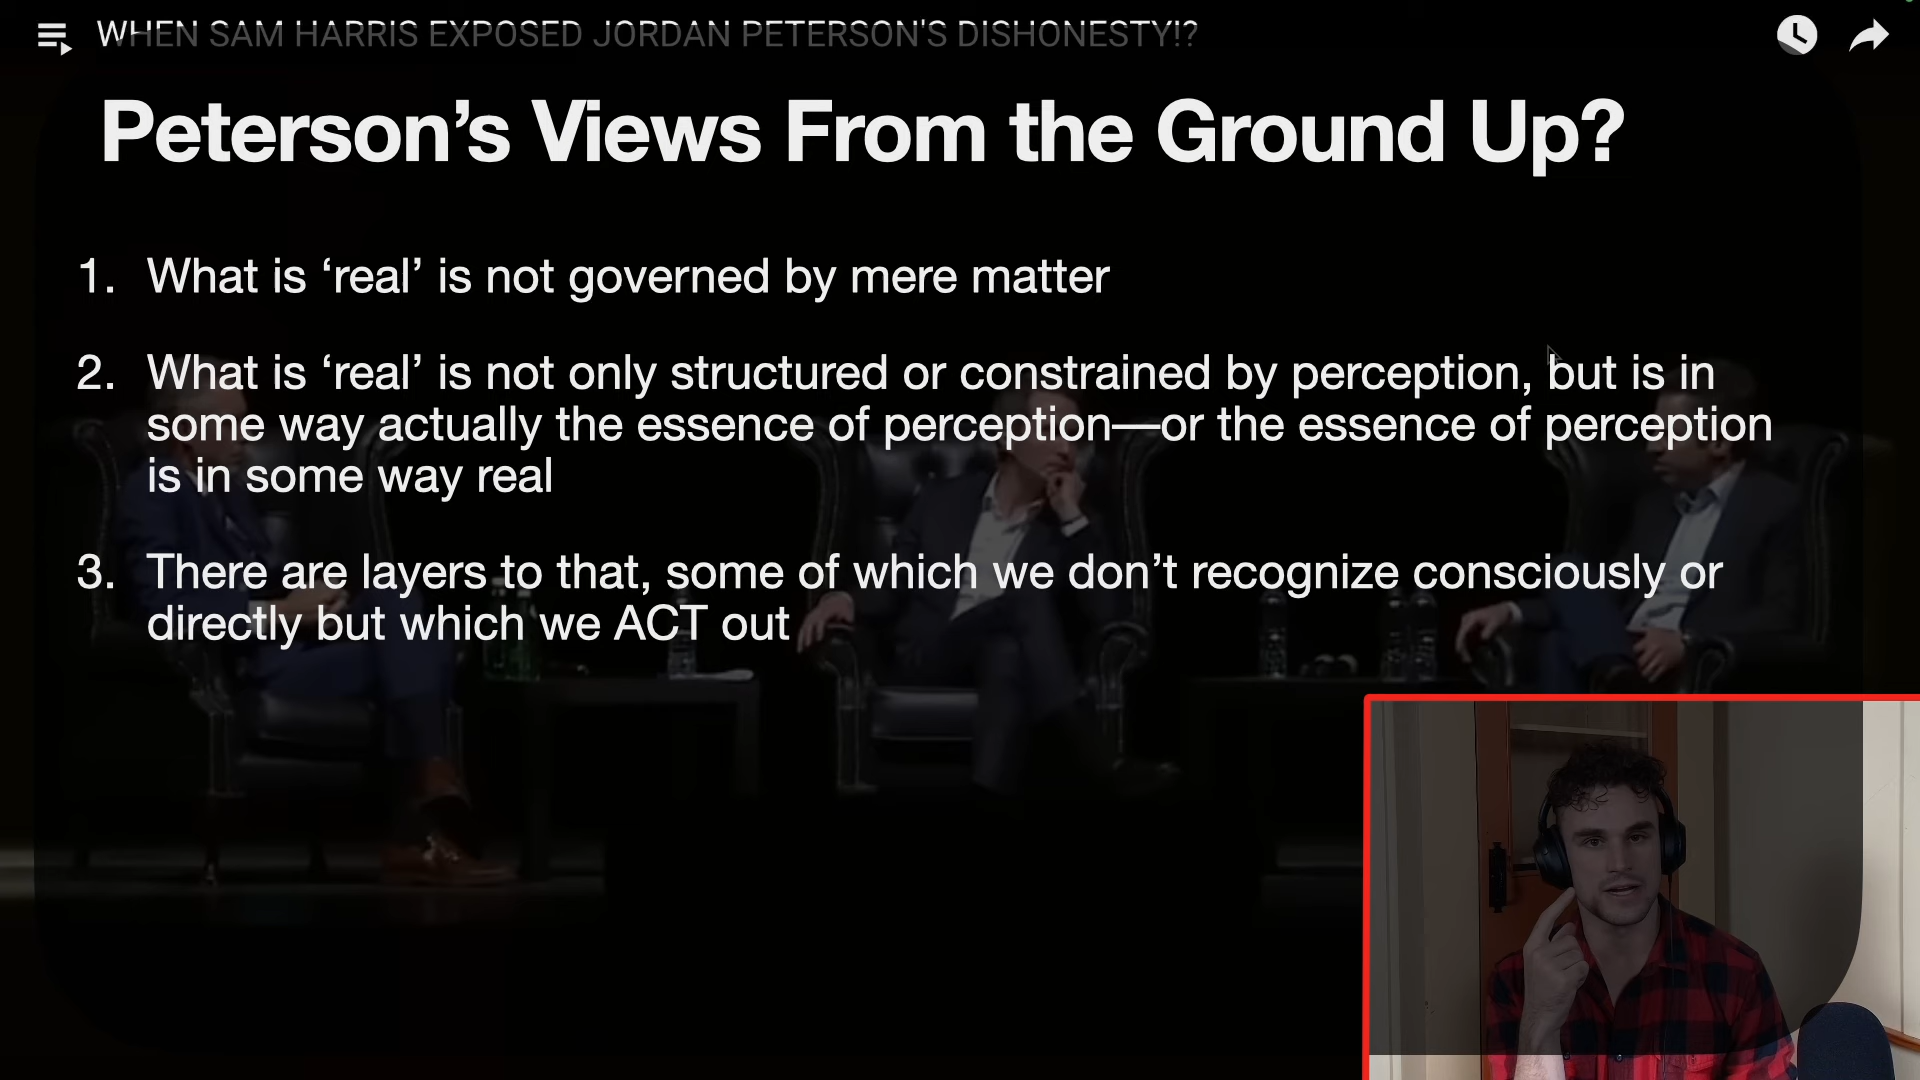 WHEN SAM HARRIS EXPOSED JORDAN PETERSON'S DISHONESTY!?
Peterson’s Views From the Ground Up?
1. What is ‘real’ is not governed by mere matter
2. What is ‘real’ is not only structured or constrained by perception, but is in
some way actually the essence of perception—or the essence of perception
is in some way real
3. There are layers to that, some of which we don’t recognize consciously or
directly but which we ACT out